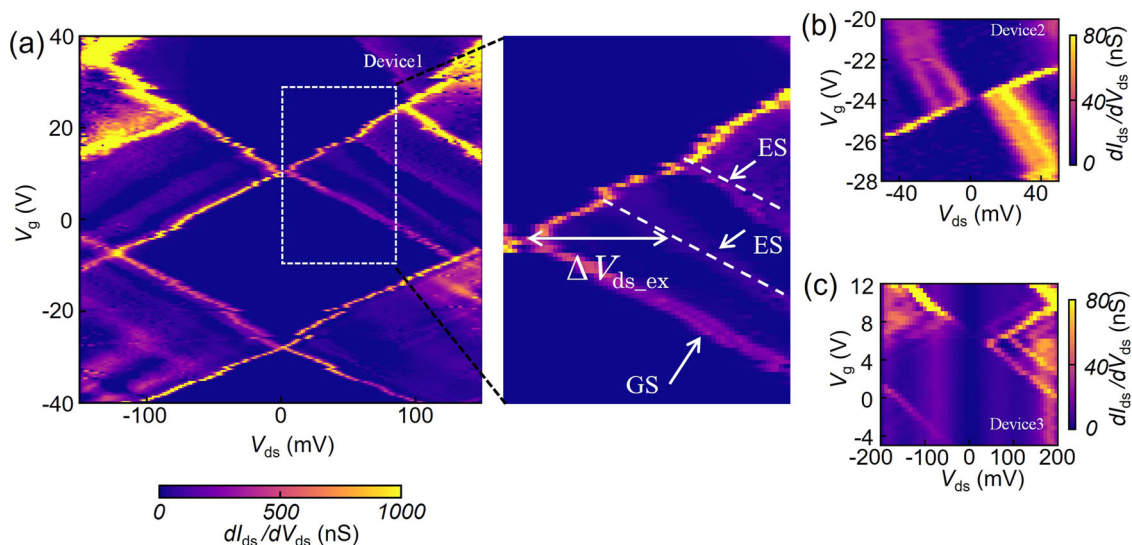 (a)
Device1
40
20
0
-20
-40
V_g (V)
-100
0
100
V_ds (mV)
0
500
1000
dI_ds/dV_ds (nS)
ES
ES
ΔV_ds_ex
GS
(b)
Device2
-20
-22
-24
-26
-28
V_g (V)
-40
0
40
V_ds (mV)
80
40
0
dI_ds/dV_ds (nS)
(c)
Device3
12
8
4
0
-4
V_g (V)
-200
-100
0
100
200
V_ds (mV)
80
40
0
dI_ds/dV_ds (nS)